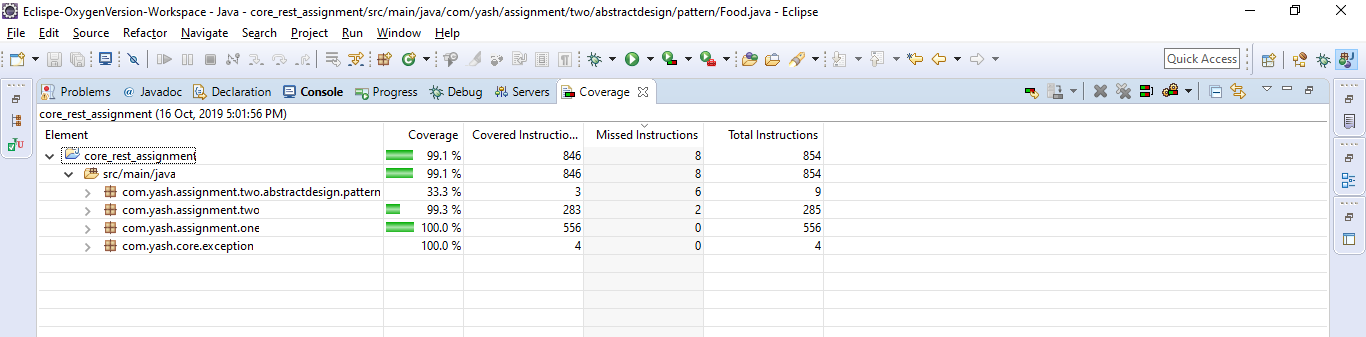 Eclispe-OxygenVersion-Workspace - Java - core_rest_assignment/src/main/java/com/yash/assignment/two/abstractdesign/pattern/Food.java - Eclipse
File Edit Source Refactor Navigate Search Project Run Window Help
Quick Access
Problems @ Javadoc Declaration Console Progress Debug Servers Coverage
core_rest_assignment (16 Oct, 2019 5:01:56 PM)
Element Coverage Covered Instructio... Missed Instructions Total Instructions
core_rest_assignment 99.1 % 846 8 854
src/main/java 99.1 % 846 8 854
com.yash.assignment.two.abstractdesign.pattern 33.3 % 3 6 9
com.yash.assignment.two 99.3 % 283 2 285
com.yash.assignment.one 100.0 % 556 0 556
com.yash.core.exception 100.0 % 4 0 4